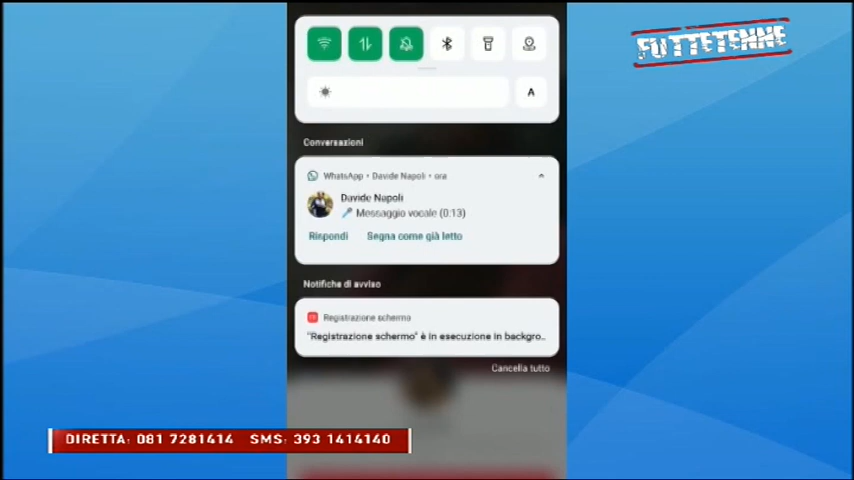 FUTTETENNE
A
Conversazioni
WhatsApp • Davide Napoli • ora
Davide Napoli
Messaggio vocale (0:13)
Rispondi Segna come già letto
Notifiche di avviso
Registrazione schermo
"Registrazione schermo" è in esecuzione in backgro..
Cancella tutto
DIRETTA: 081 7281414 SMS: 393 1414140